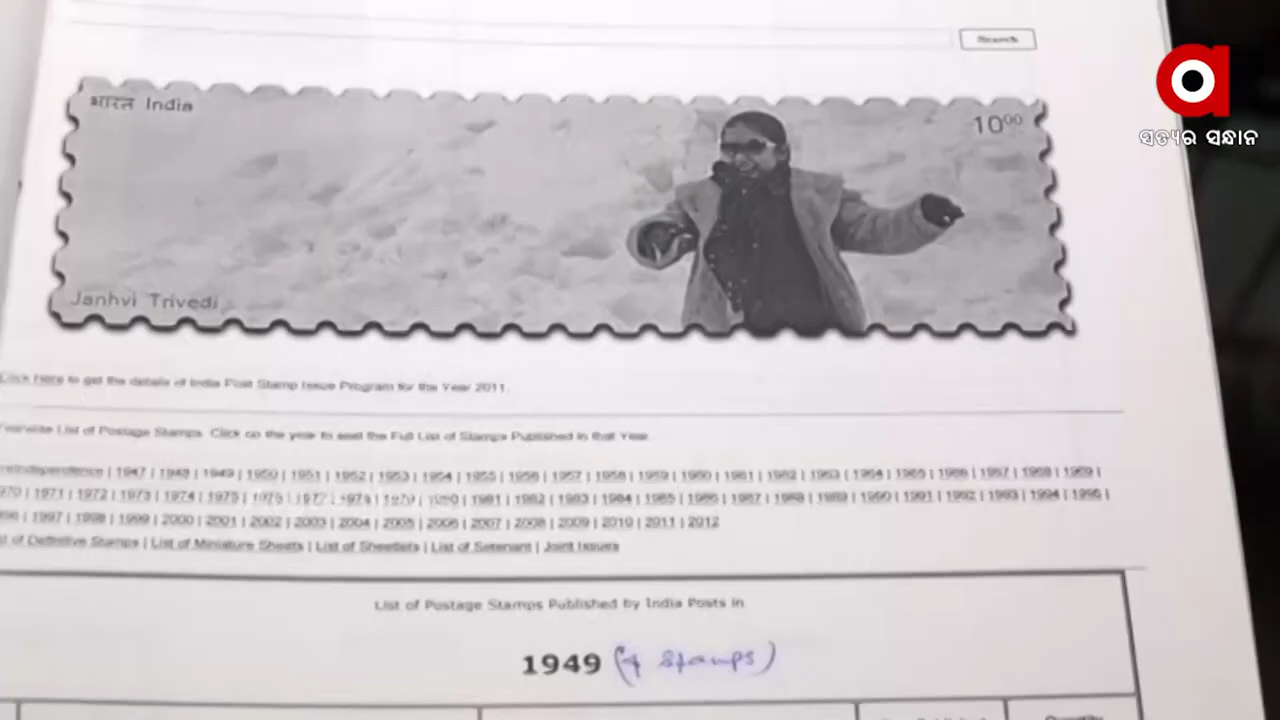 Search
भारत India
10⁰⁰
ସତ୍ୟର ସନ୍ଧାନ
Janhvi Trivedi
Click Here to get the details of India Post Stamp Issue Program for the Year 2011.
List of Postage Stamps. Click on the year to see the Full List of Stamps Published in that Year.
| 1947 | 1948 | 1949 | 1950 | 1951 | 1952 | 1953 | 1954 | 1955 | 1956 | 1957 | 1958 | 1959 | 1960 | 1961 | 1962 | 1963 | 1964 | 1965 | 1966 | 1967 | 1968 | 1969 |
1971 | 1972 | 1973 | 1974 | 1975 | 1976 | 1977 | 1978 | 1979 | 1980 | 1981 | 1982 | 1983 | 1984 | 1985 | 1986 | 1987 | 1988 | 1989 | 1990 | 1991 | 1992 | 1993 | 1994 | 1995 |
| 1997 | 1998 | 1999 | 2000 | 2001 | 2002 | 2003 | 2004 | 2005 | 2006 | 2007 | 2008 | 2009 | 2010 | 2011 | 2012
of Definitive Stamps | List of Miniature Sheets | List of Sheetlets | List of Setenant | Joint Issues
List of Postage Stamps Published by India Posts in
1949 ( stamps)
Quantity